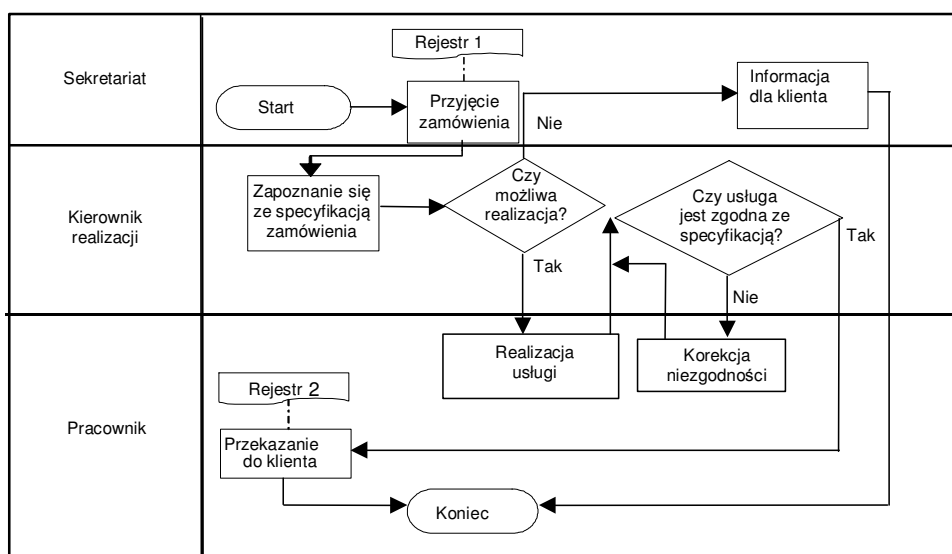 Sekretariat
Rejestr 1
Start
Przyjęcie
zamówienia
Nie
Informacja
dla klienta
Kierownik
realizacji
Zapoznanie się
ze specyfikacją
zamówienia
Czy
możliwa
realizacja?
Tak
Czy usługa
jest zgodna ze
specyfikacją?
Tak
Nie
Pracownik
Realizacja
usługi
Korekcja
niezgodności
Rejestr 2
Przekazanie
do klienta
Koniec